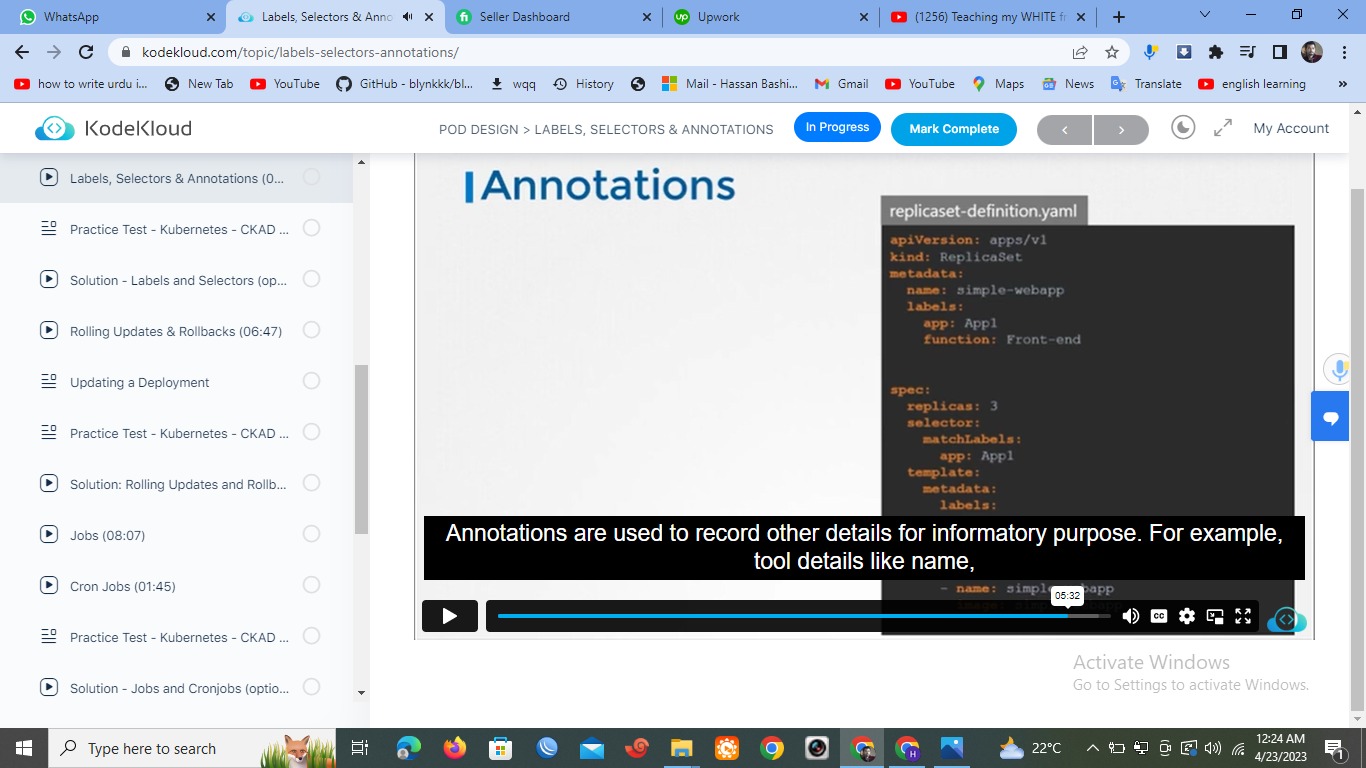 WhatsApp
Labels, Selectors & Anno
Seller Dashboard
Upwork
(1256) Teaching my WHITE fr
kodekloud.com/topic/labels-selectors-annotations/
how to write urdu i...
New Tab
YouTube
GitHub - blynkkk/bl...
wqq
History
Mail - Hassan Bashi...
Gmail
YouTube
Maps
News
Translate
english learning
»
KodeKloud
POD DESIGN > LABELS, SELECTORS & ANNOTATIONS
In Progress
Mark Complete
<
>
My Account
Labels, Selectors & Annotations (0...
Practice Test - Kubernetes - CKAD ...
Solution - Labels and Selectors (op...
Rolling Updates & Rollbacks (06:47)
Updating a Deployment
Practice Test - Kubernetes - CKAD ...
Solution: Rolling Updates and Rollb...
Jobs (08:07)
Cron Jobs (01:45)
Practice Test - Kubernetes - CKAD ...
Solution - Jobs and Cronjobs (optio...
Annotations
replicaset-definition.yaml
apiVersion: apps/v1
kind: ReplicaSet
metadata:
name: simple-webapp
labels:
app: App1
function: Front-end
spec:
replicas: 3
selector:
matchLabels:
app: App1
template:
metadata:
labels:
Annotations are used to record other details for informatory purpose. For example,
tool details like name,
- name: simple-webapp
05:32
CC
Activate Windows
Go to Settings to activate Windows.
Type here to search
H
22°C
12:24 AM
4/23/2023
1